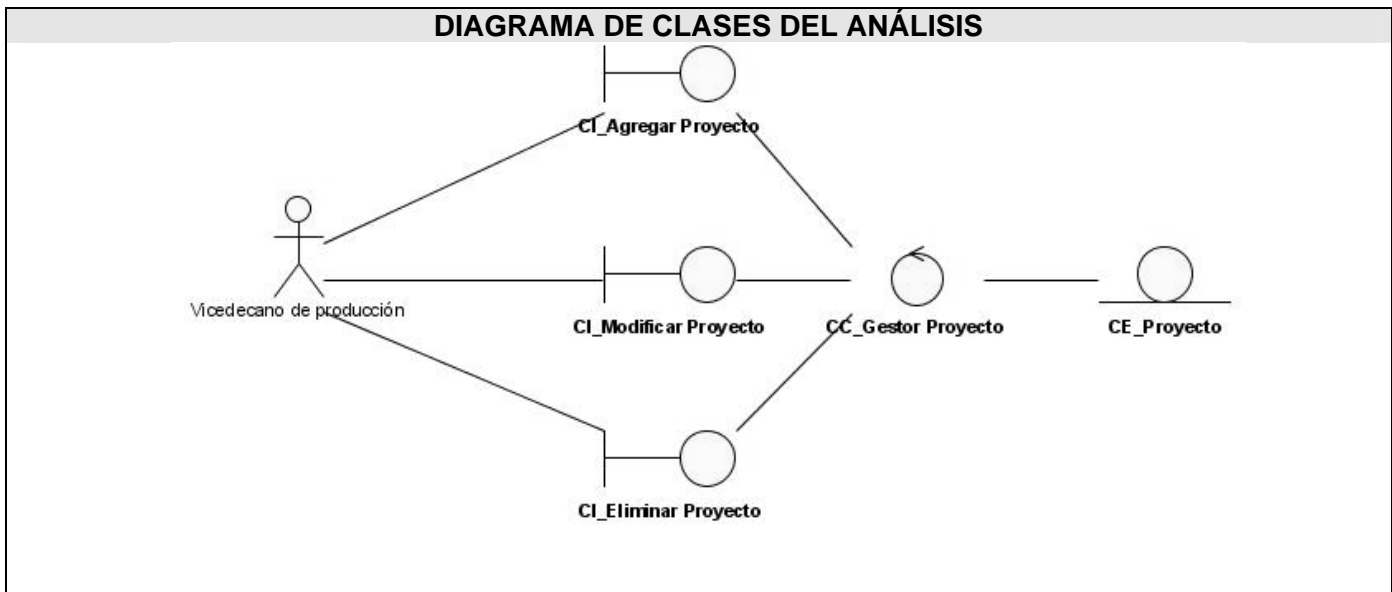 DIAGRAMA DE CLASES DEL ANÁLISIS
CI_Agregar Proyecto
Vicedecano de producción
CI_Modificar Proyecto
CC_Gestor Proyecto
CE_Proyecto
CI_Eliminar Proyecto